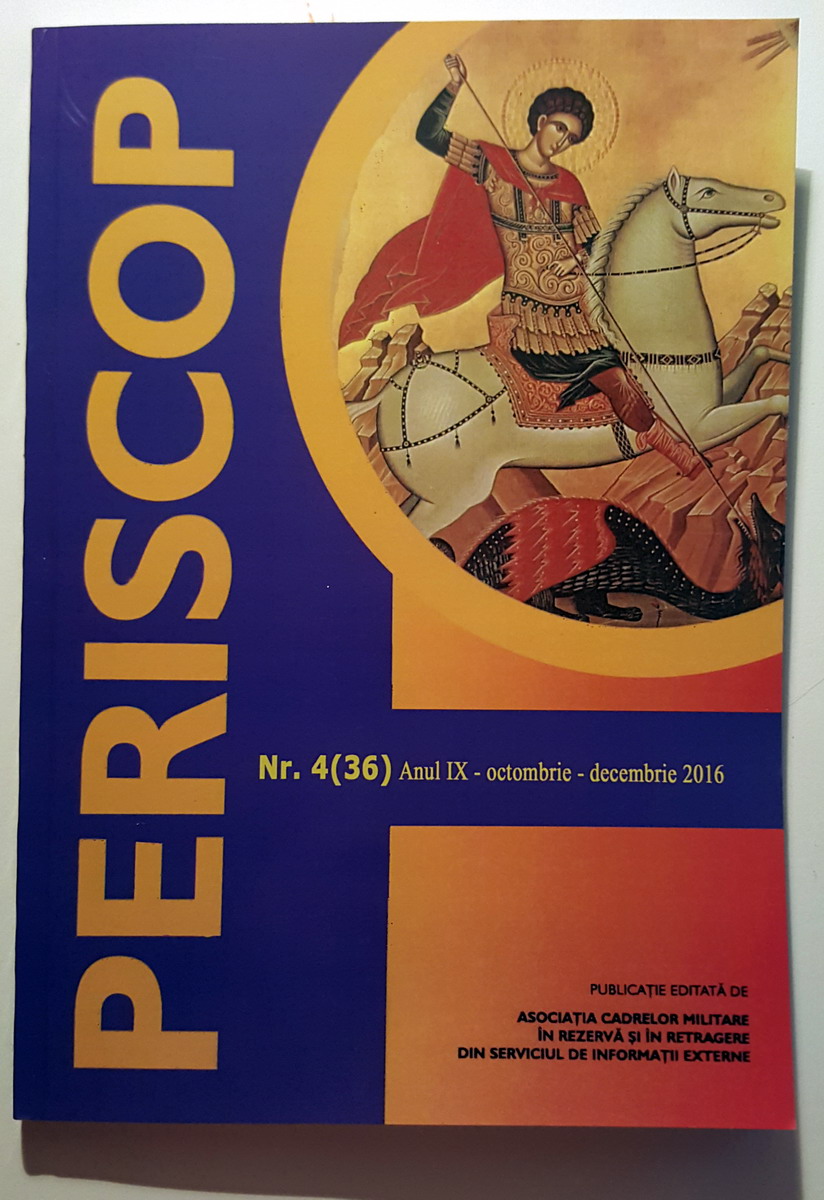 PERISCOP
Nr. 4(36) Anul IX - octombrie - decembrie 2016
PUBLICAȚIE EDITATĂ DE
ASOCIAȚIA CADRELOR MILITARE
ÎN REZERVĂ ȘI ÎN RETRAGERE
DIN SERVICIUL DE INFORMAȚII EXTERNE